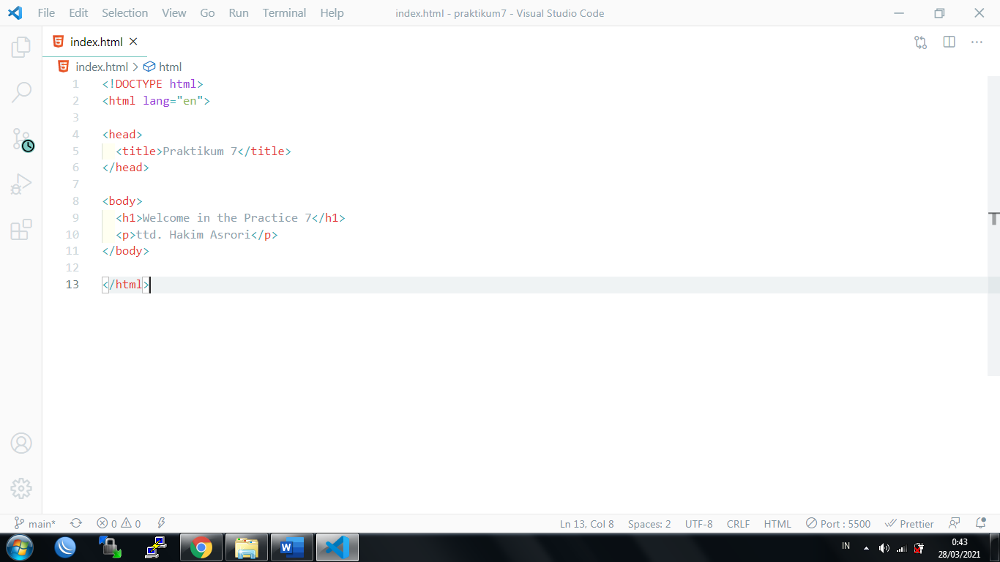 File Edit Selection View Go Run Terminal Help index.html - praktikum7 - Visual Studio Code
index.html
index.html > html
1 <!DOCTYPE html>
2 <html lang="en">
3
4 <head>
5 <title>Praktikum 7</title>
6 </head>
7
8 <body>
9 <h1>Welcome in the Practice 7</h1>
10 <p>ttd. Hakim Asrori</p>
11 </body>
12
13 </html>
main* 0 0 Ln 13, Col 8 Spaces: 2 UTF-8 CRLF HTML Port : 5500 Prettier
W IN 0:43
28/03/2021